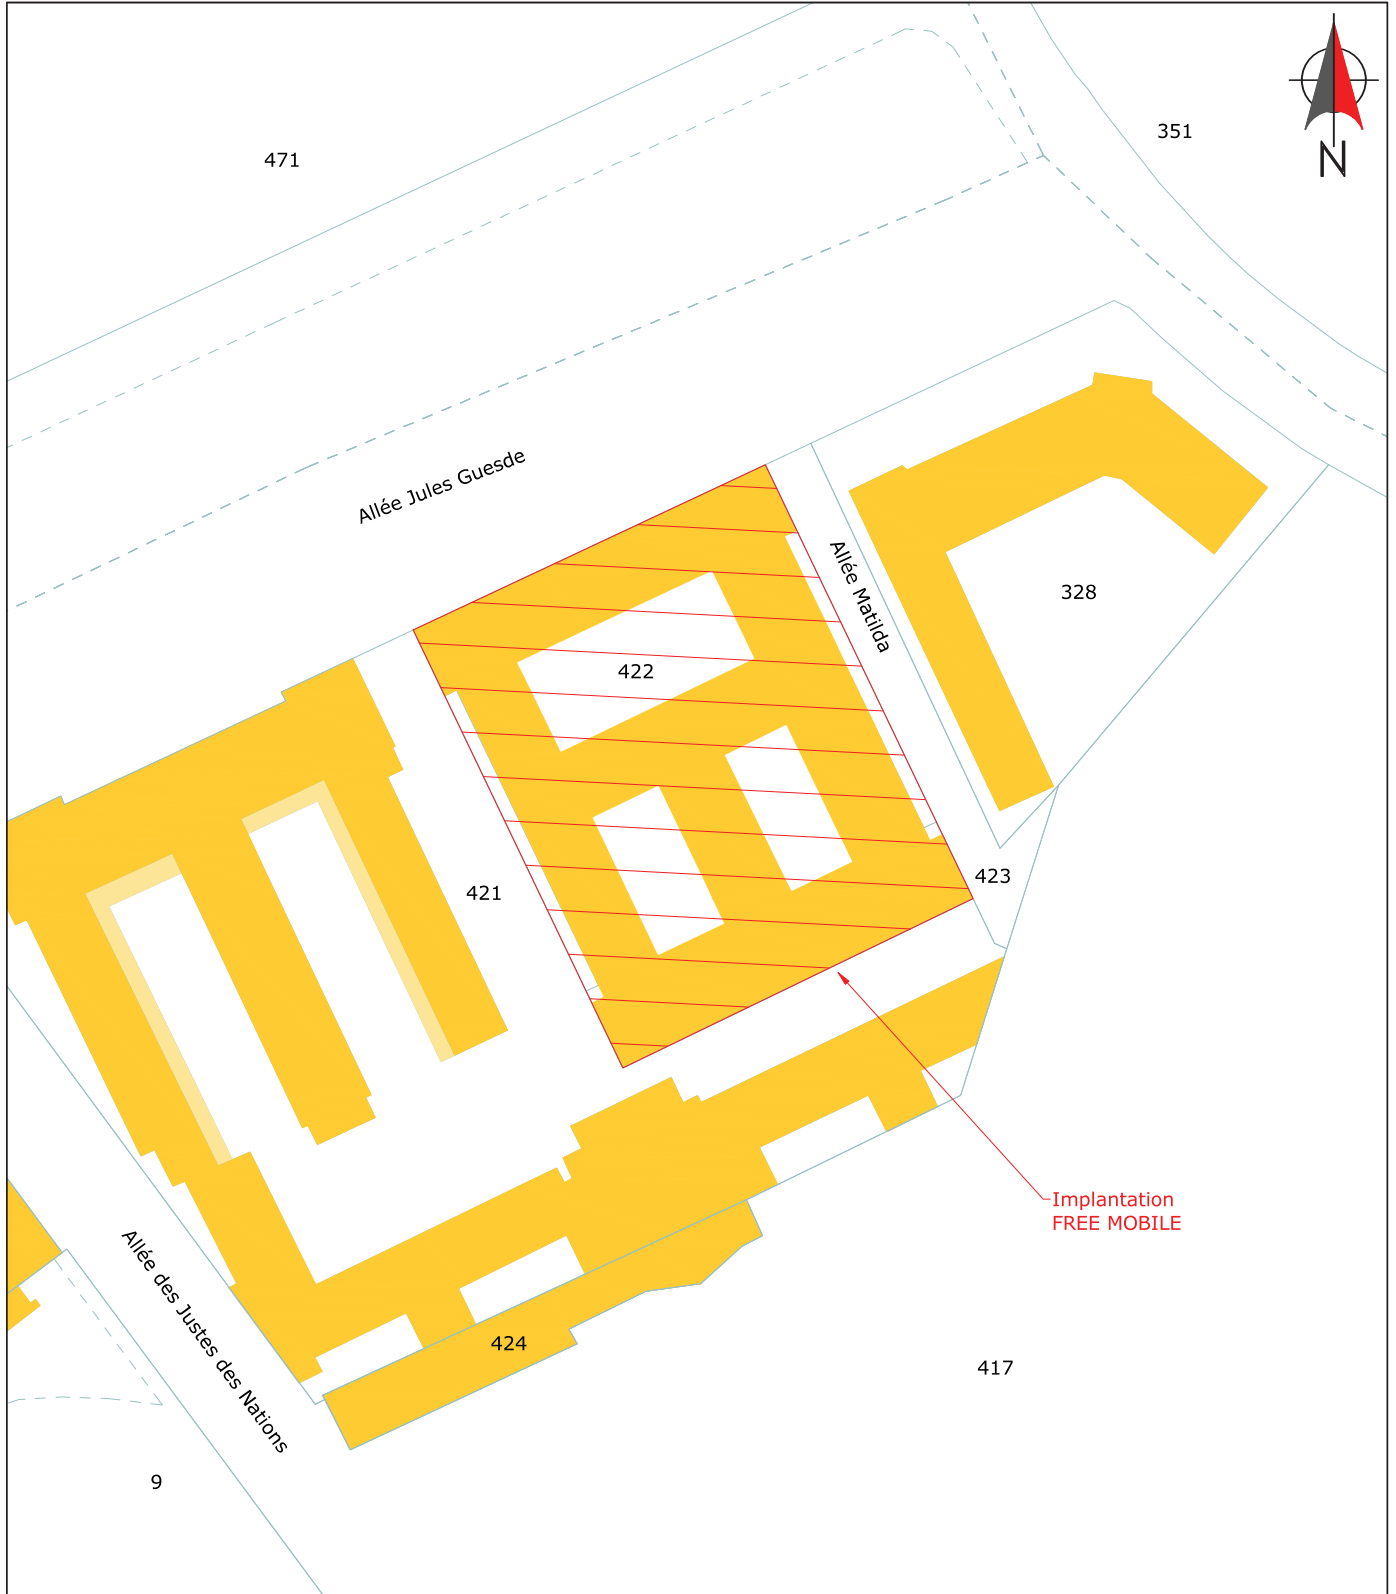 471
351
N
Allée Jules Guesde
Allée Matilda
328
422
421
423
Implantation
FREE MOBILE
Allée des Justes des Nations
424
417
9